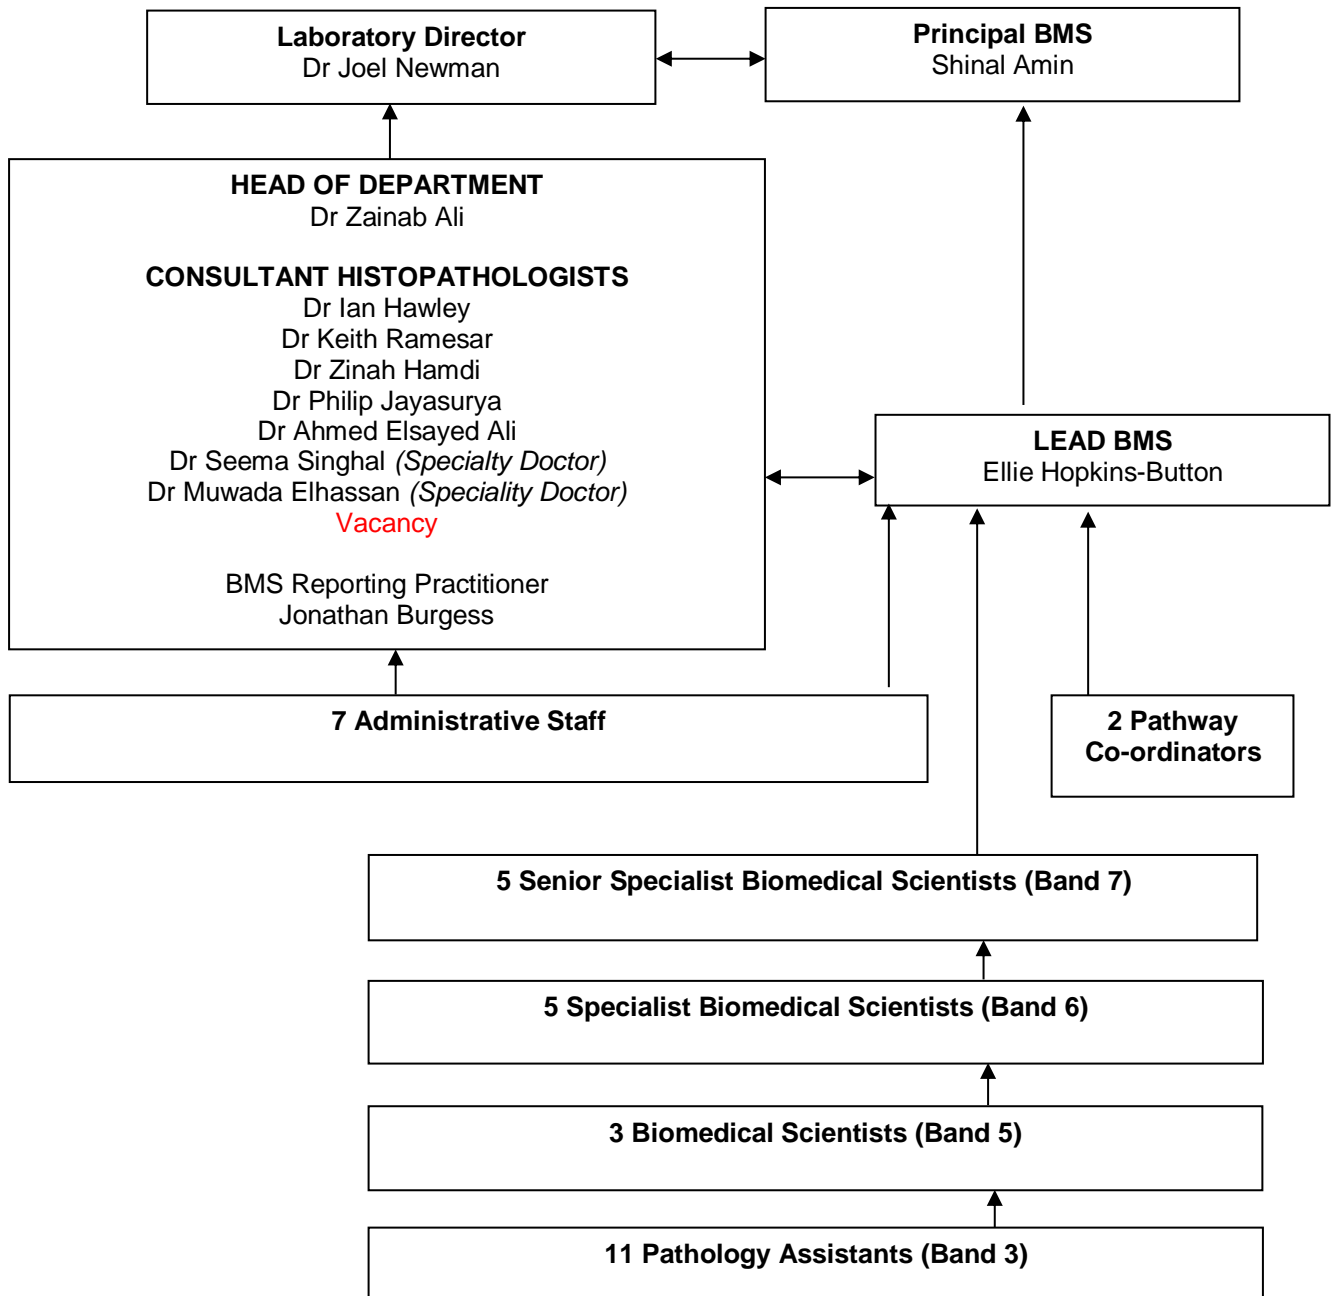 Laboratory Director
Dr Joel Newman
Principal BMS
Shinal Amin
HEAD OF DEPARTMENT
Dr Zainab Ali
CONSULTANT HISTOPATHOLOGISTS
Dr Ian Hawley
Dr Keith Ramesar
Dr Zinah Hamdi
Dr Philip Jayasurya
Dr Ahmed Elsayed Ali
Dr Seema Singhal (Specialty Doctor)
Dr Muwada Elhassan (Speciality Doctor)
Vacancy
BMS Reporting Practitioner
Jonathan Burgess
LEAD BMS
Ellie Hopkins-Button
7 Administrative Staff
2 Pathway
Co-ordinators
5 Senior Specialist Biomedical Scientists (Band 7)
5 Specialist Biomedical Scientists (Band 6)
3 Biomedical Scientists (Band 5)
11 Pathology Assistants (Band 3)